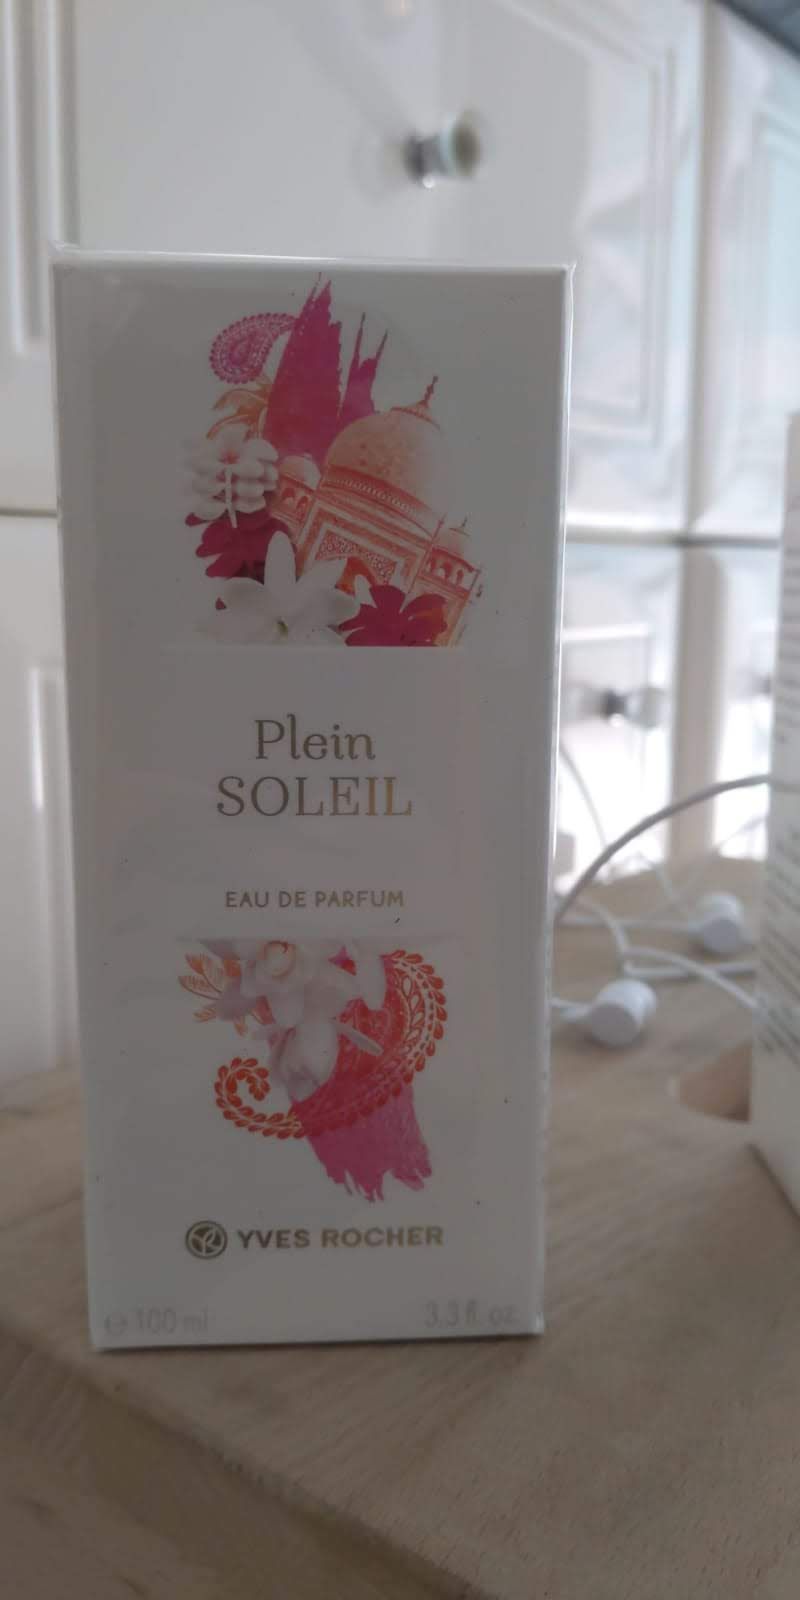 Plein
SOLEIL
EAU DE PARFUM
YVES ROCHER
℮ 100 ml 3.3 fl. oz.